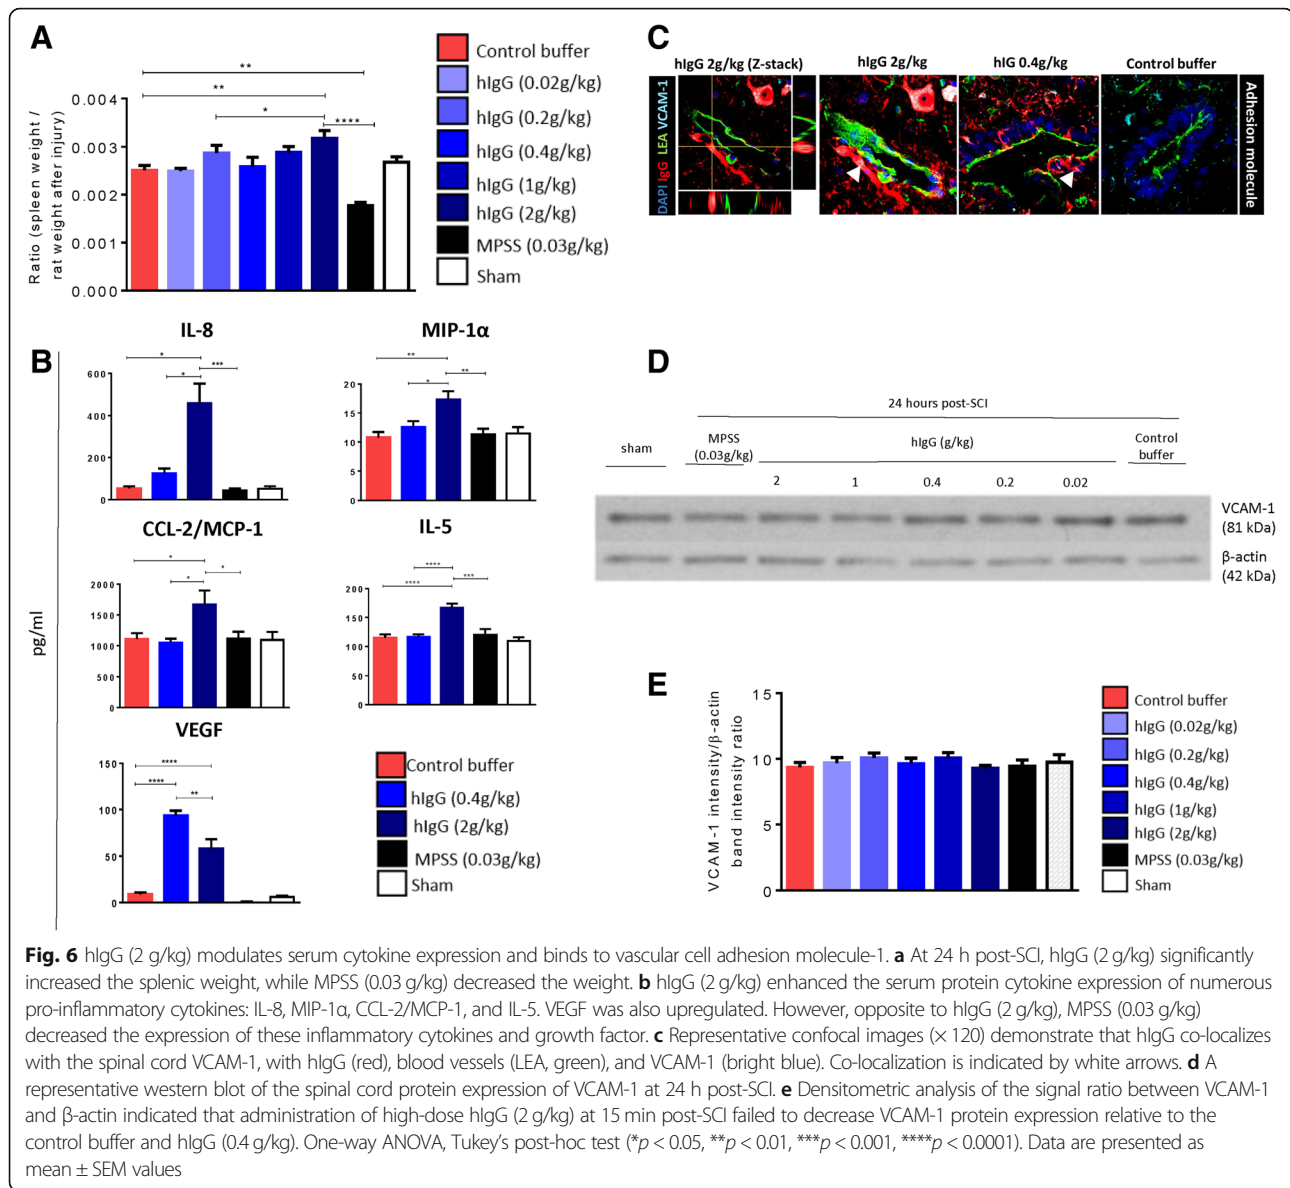 A
Control buffer
hIgG (0.02g/kg)
hIgG (0.2g/kg)
hIgG (0.4g/kg)
hIgG (1g/kg)
hIgG (2g/kg)
MPSS (0.03g/kg)
Sham
**
**
*
****
0.004
0.003
0.002
0.001
0.000
Ratio (spleen weight /
rat weight after injury)
C
hIgG 2g/kg (Z-stack)
hIgG 2g/kg
hIG 0.4g/kg
Control buffer
DAPI IgG LEA VCAM-1
Adhesion molecule
B
pg/ml
IL-8
*
*
***
600
400
200
0
MIP-1α
**
*
**
20
15
10
5
0
CCL-2/MCP-1
*
*
*
2000
1500
1000
500
0
IL-5
****
****
***
200
150
100
50
0
VEGF
****
****
**
150
100
50
0
Control buffer
hIgG (0.4g/kg)
hIgG (2g/kg)
MPSS (0.03g/kg)
Sham
D
24 hours post-SCI
sham
MPSS
(0.03g/kg)
hIgG (g/kg)
Control
buffer
2 1 0.4 0.2 0.02
VCAM-1
(81 kDa)
β-actin
(42 kDa)
E
VCAM-1 intensity/β-actin
band intensity ratio
15
10
5
0
Control buffer
hIgG (0.02g/kg)
hIgG (0.2g/kg)
hIgG (0.4g/kg)
hIgG (1g/kg)
hIgG (2g/kg)
MPSS (0.03g/kg)
Sham
Fig. 6 hIgG (2 g/kg) modulates serum cytokine expression and binds to vascular cell adhesion molecule-1. a At 24 h post-SCI, hIgG (2 g/kg) significantly
increased the splenic weight, while MPSS (0.03 g/kg) decreased the weight. b hIgG (2 g/kg) enhanced the serum protein cytokine expression of numerous
pro-inflammatory cytokines: IL-8, MIP-1α, CCL-2/MCP-1, and IL-5. VEGF was also upregulated. However, opposite to hIgG (2 g/kg), MPSS (0.03 g/kg)
decreased the expression of these inflammatory cytokines and growth factor. c Representative confocal images (× 120) demonstrate that hIgG co-localizes
with the spinal cord VCAM-1, with hIgG (red), blood vessels (LEA, green), and VCAM-1 (bright blue). Co-localization is indicated by white arrows. d A
representative western blot of the spinal cord protein expression of VCAM-1 at 24 h post-SCI. e Densitometric analysis of the signal ratio between VCAM-1
and β-actin indicated that administration of high-dose hIgG (2 g/kg) at 15 min post-SCI failed to decrease VCAM-1 protein expression relative to the
control buffer and hIgG (0.4 g/kg). One-way ANOVA, Tukey's post-hoc test (*p < 0.05, **p < 0.01, ***p < 0.001, ****p < 0.0001). Data are presented as
mean ± SEM values